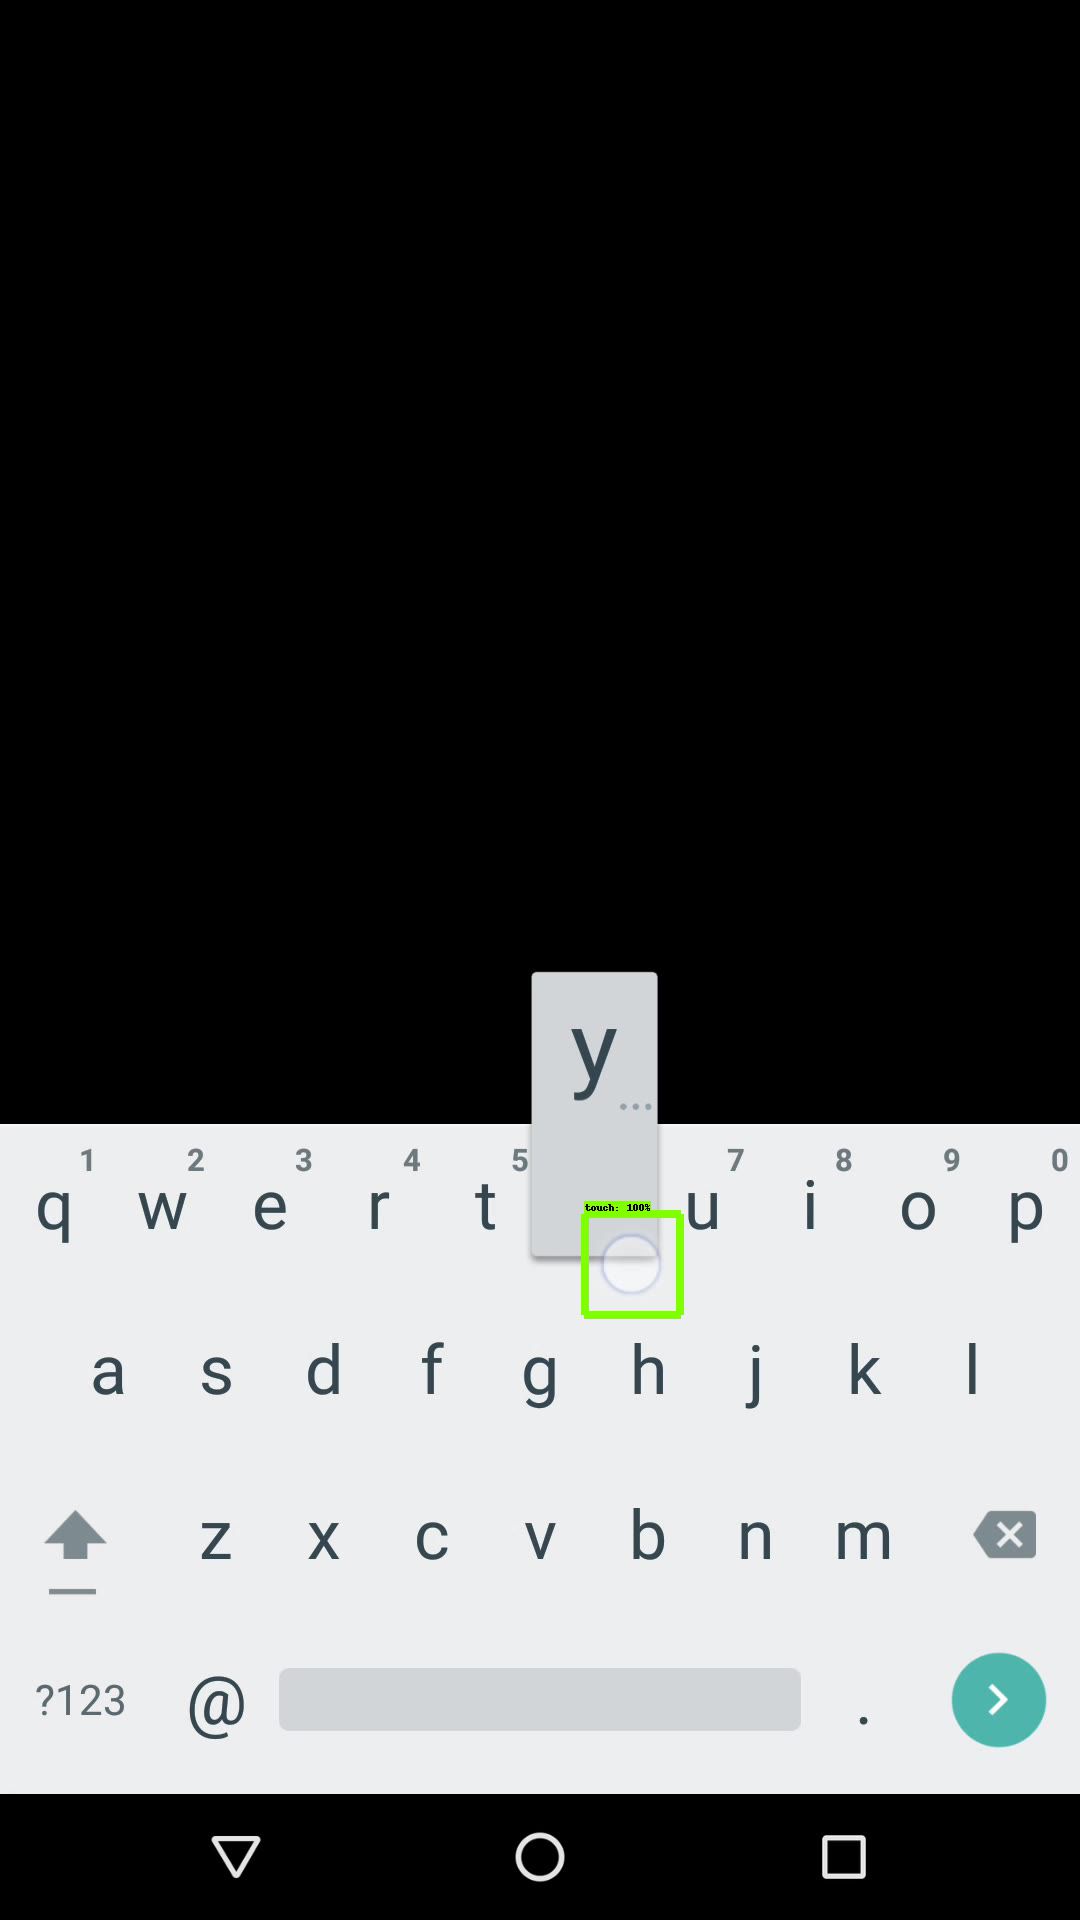 y
...
1 2 3 4 5 7 8 9 0
q w e r t u i o p
touch: 100%
a s d f g h j k l
z x c v b n m
?123 @ .